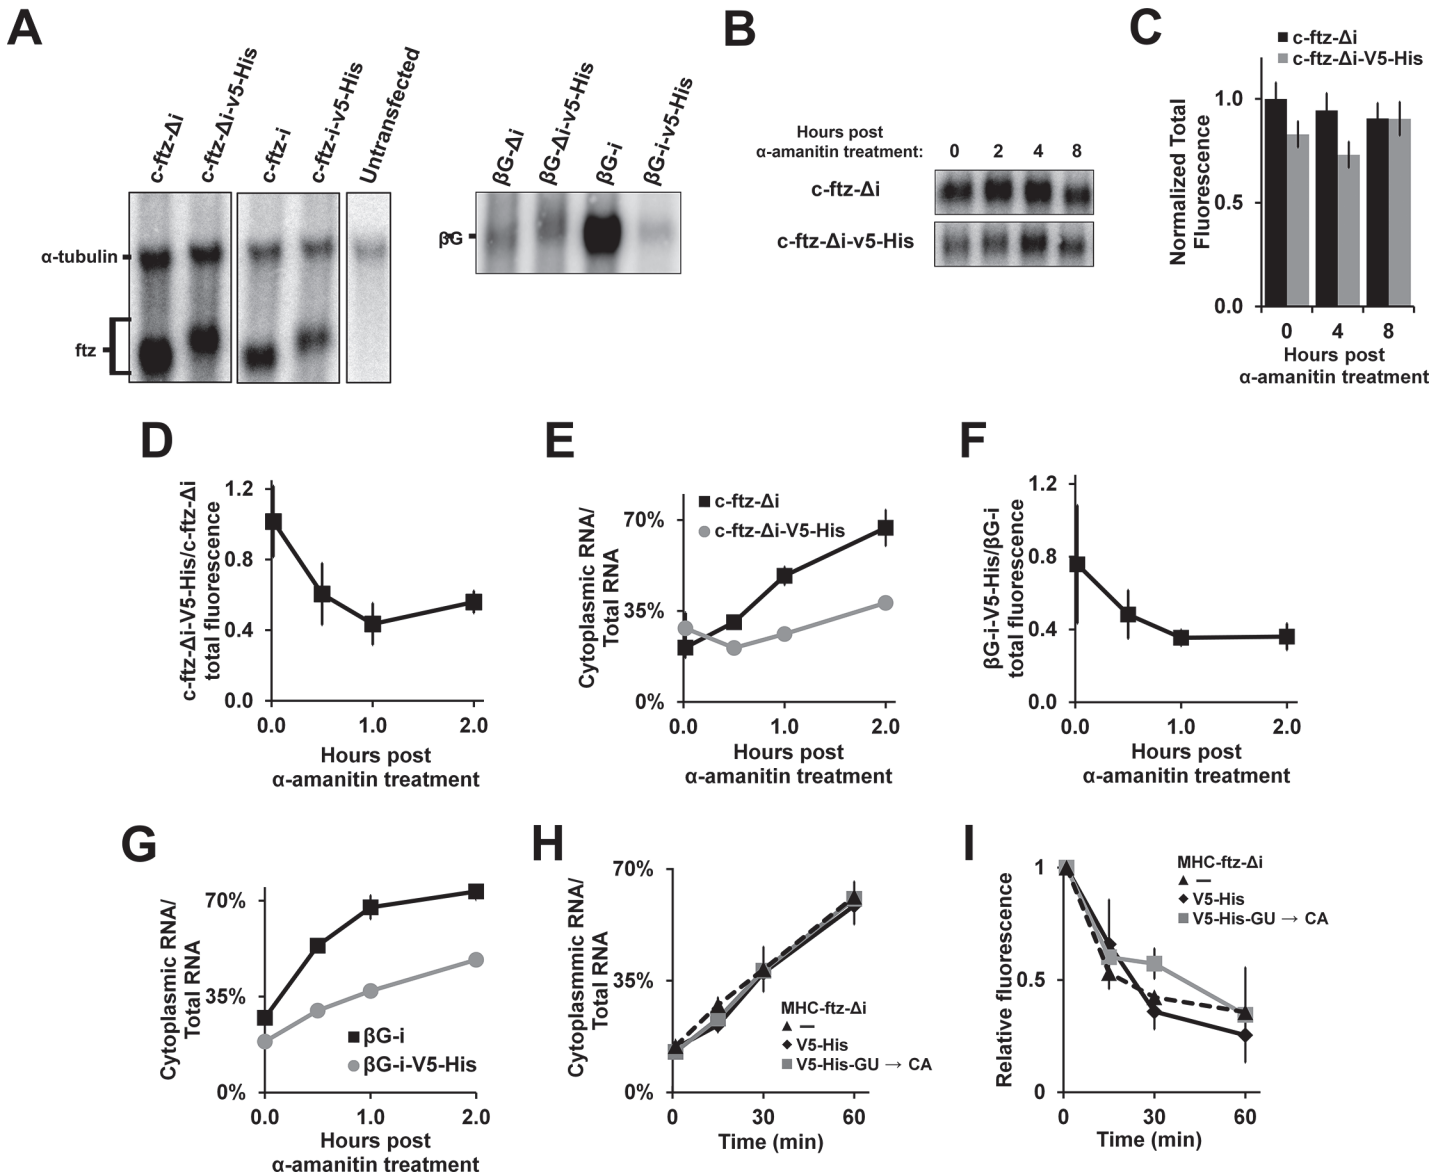 A
c-ftz-Δi
c-ftz-Δi-v5-His
c-ftz-i
c-ftz-i-v5-His
Untransfected
α-tubulin
ftz
βG-Δi
βG-Δi-v5-His
βG-i
βG-i-v5-His
βG
B
Hours post
α-amanitin treatment:
0 2 4 8
c-ftz-Δi
c-ftz-Δi-v5-His
C
c-ftz-Δi
c-ftz-Δi-V5-His
Normalized Total
Fluorescence
1.0
0.5
0.0
0 4 8
Hours post
α-amanitin treatment
D
c-ftz-Δi-V5-His/c-ftz-Δi
total fluorescence
1.2
0.8
0.4
0.0
0.0 1.0 2.0
Hours post
α-amanitin treatment
E
c-ftz-Δi
c-ftz-Δi-V5-His
Cytoplasmic RNA/
Total RNA
70%
35%
0%
0.0 1.0 2.0
Hours post
α-amanitin treatment
F
βG-i-V5-His/βG-i
total fluorescence
1.2
0.8
0.4
0.0
0.0 1.0 2.0
Hours post
α-amanitin treatment
G
Cytoplasmic RNA/
Total RNA
70%
35%
0%
βG-i
βG-i-V5-His
0.0 1.0 2.0
Hours post
α-amanitin treatment
H
Cytoplasmmic RNA/
Total RNA
70%
35%
0%
MHC-ftz-Δi
—
V5-His
V5-His-GU → CA
0 30 60
Time (min)
I
Relative fluorescence
1
0.5
0
MHC-ftz-Δi
—
V5-His
V5-His-GU → CA
0 30 60
Time (min)